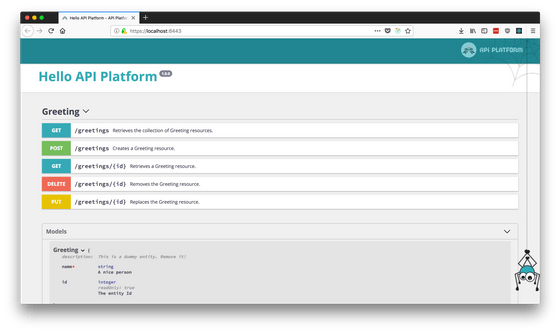 Hello API Platform - API Platf
https://localhost:8443
API PLATFORM
Hello API Platform 1.0.0
Greeting
GET /greetings Retrieves the collection of Greeting resources.
POST /greetings Creates a Greeting resource.
GET /greetings/{id} Retrieves a Greeting resource.
DELETE /greetings/{id} Removes the Greeting resource.
PUT /greetings/{id} Replaces the Greeting resource.
Models
Greeting {
description: This is a dummy entity. Remove it!
name* string
A nice person
id integer
readOnly: true
The entity Id